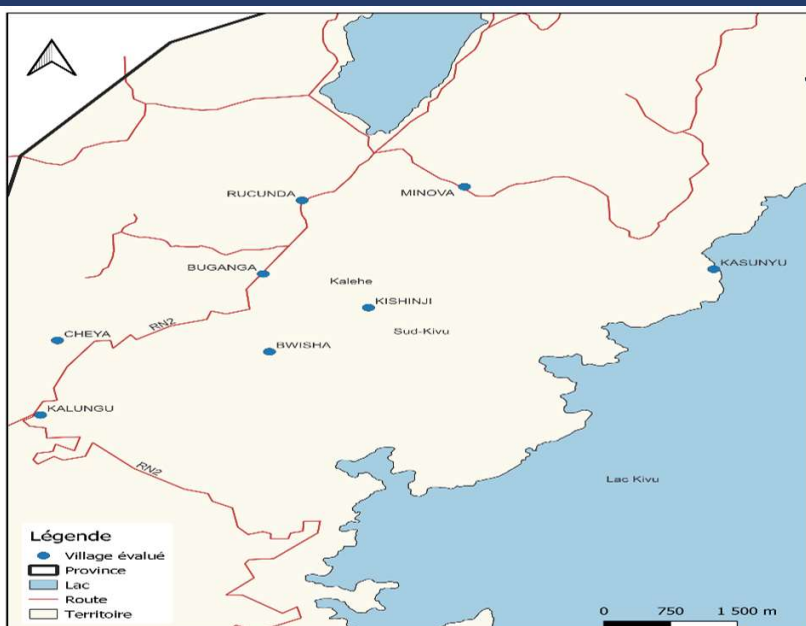 RUCUNDA
MINOVA
BUGANGA
KASUNYU
Kalehe
KISHINJI
Sud-Kivu
RN2
CHEYA
BWISHA
KALUNGU
RN2
Lac Kivu
Légende
Village évalué
Province
Lac
Route
Territoire
0 750 1 500 m